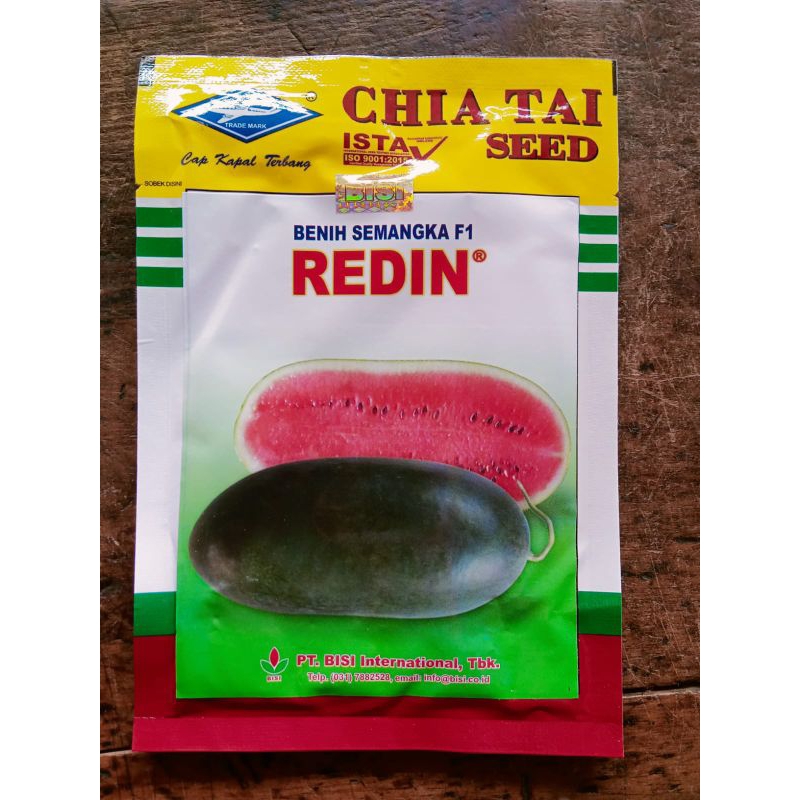 TRADE MARK
®
Cap Kapal Terbang
CHIA TAI
SEED
ISTA
ISO 9001:2015
SOBEK DISINI
BISI
BENIH SEMANGKA F1
REDIN®
BISI
PT. BISI International, Tbk.
Telp. (031) 7882528, email: info@bisi.co.id